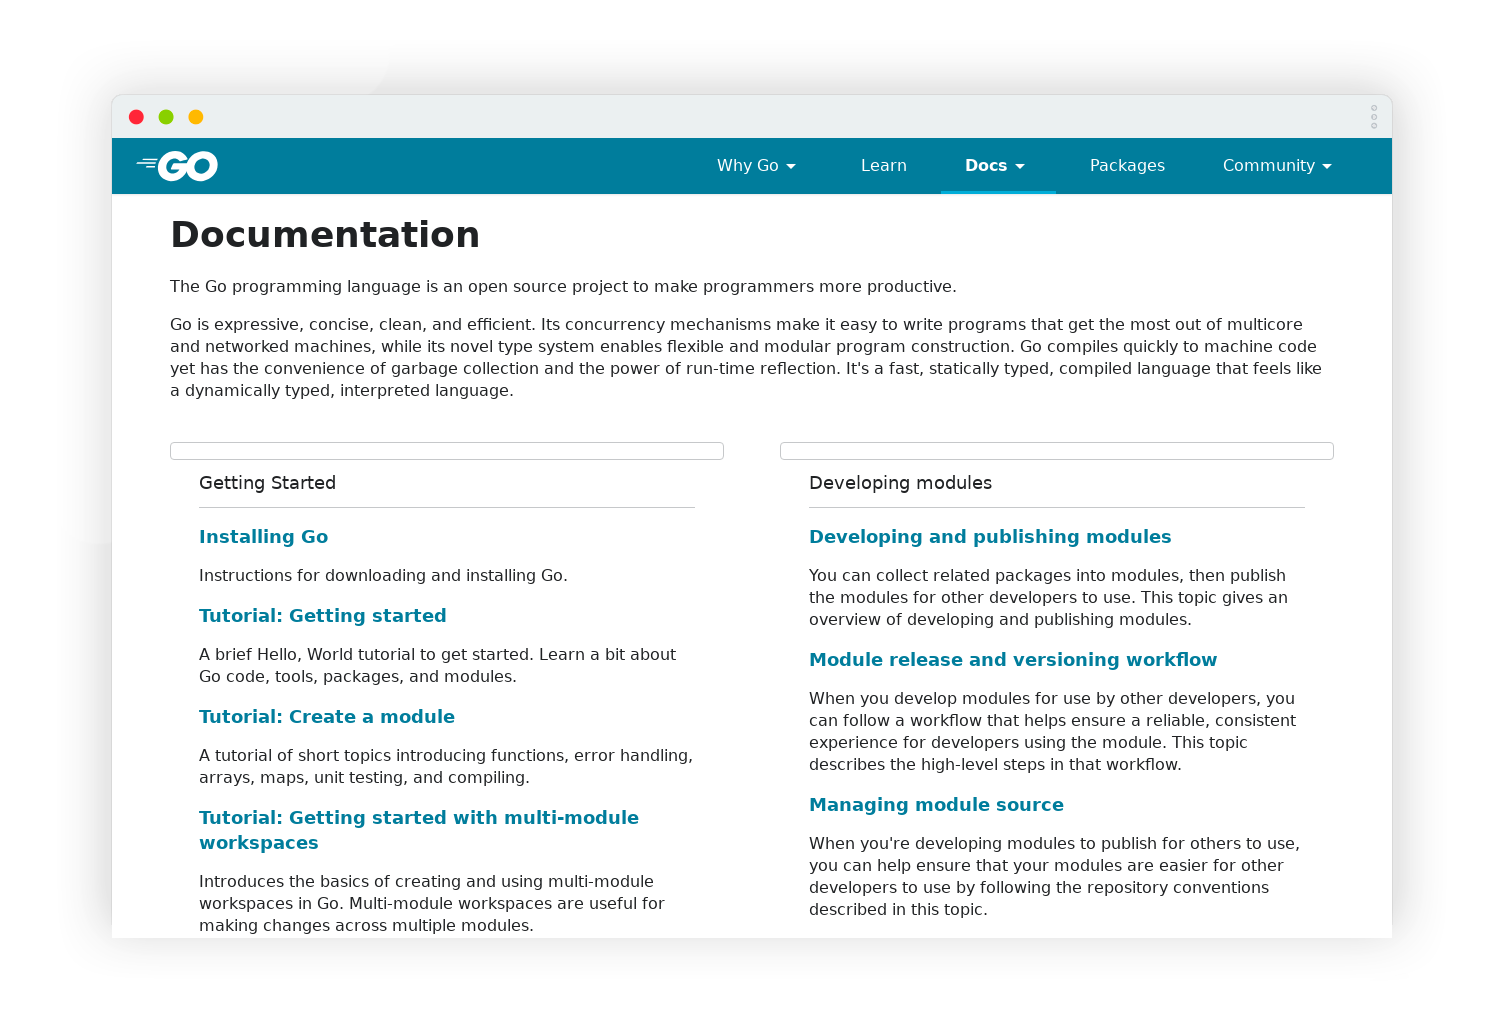 GO
Why Go
Learn
Docs
Packages
Community
Documentation
The Go programming language is an open source project to make programmers more productive.
Go is expressive, concise, clean, and efficient. Its concurrency mechanisms make it easy to write programs that get the most out of multicore
and networked machines, while its novel type system enables flexible and modular program construction. Go compiles quickly to machine code
yet has the convenience of garbage collection and the power of run-time reflection. It's a fast, statically typed, compiled language that feels like
a dynamically typed, interpreted language.
Getting Started
Installing Go
Instructions for downloading and installing Go.
Tutorial: Getting started
A brief Hello, World tutorial to get started. Learn a bit about
Go code, tools, packages, and modules.
Tutorial: Create a module
A tutorial of short topics introducing functions, error handling,
arrays, maps, unit testing, and compiling.
Tutorial: Getting started with multi-module
workspaces
Introduces the basics of creating and using multi-module
workspaces in Go. Multi-module workspaces are useful for
making changes across multiple modules.
Developing modules
Developing and publishing modules
You can collect related packages into modules, then publish
the modules for other developers to use. This topic gives an
overview of developing and publishing modules.
Module release and versioning workflow
When you develop modules for use by other developers, you
can follow a workflow that helps ensure a reliable, consistent
experience for developers using the module. This topic
describes the high-level steps in that workflow.
Managing module source
When you're developing modules to publish for others to use,
you can help ensure that your modules are easier for other
developers to use by following the repository conventions
described in this topic.